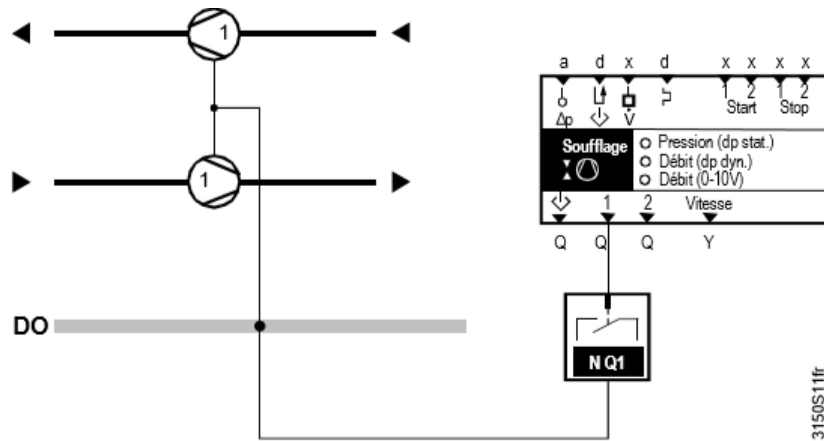 1
a d x d x x x x
1 2 1 2
Start Stop
Δp V̇
Soufflage
Pression (dp stat.)
Débit (dp dyn.)
Débit (0-10V)
1
1 2 Vitesse
Q Q Q Y
DO
N Q1
3150S11fr